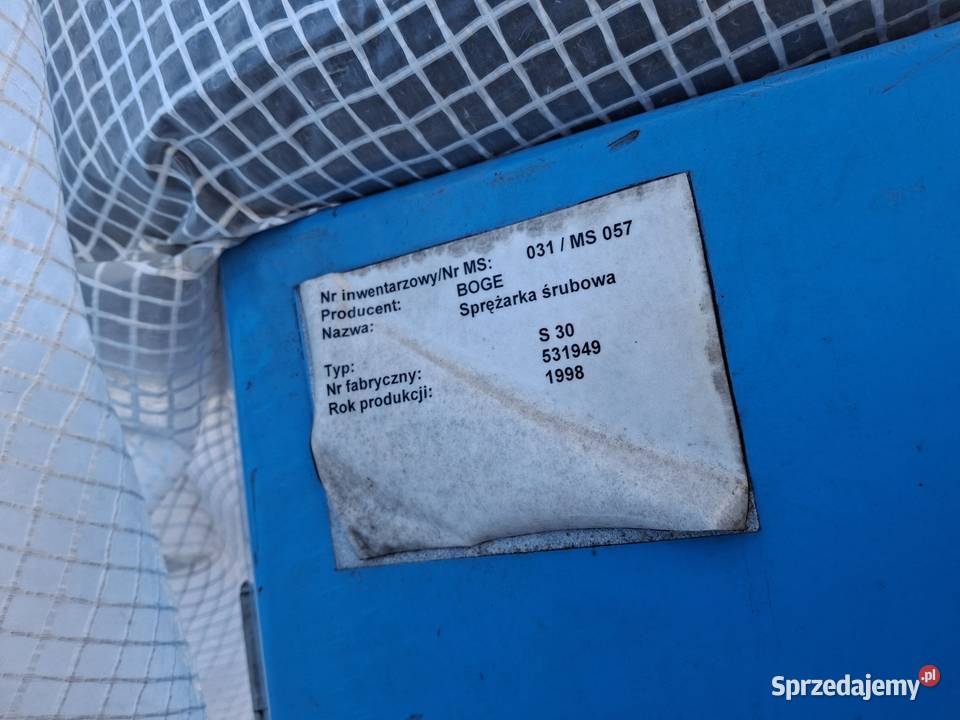 Nr inwentarzowy/Nr MS: 031 / MS 057
Producent: BOGE
Nazwa: Sprężarka śrubowa
Typ: S 30
Nr fabryczny: 531949
Rok produkcji: 1998
Sprzedajemy.pl